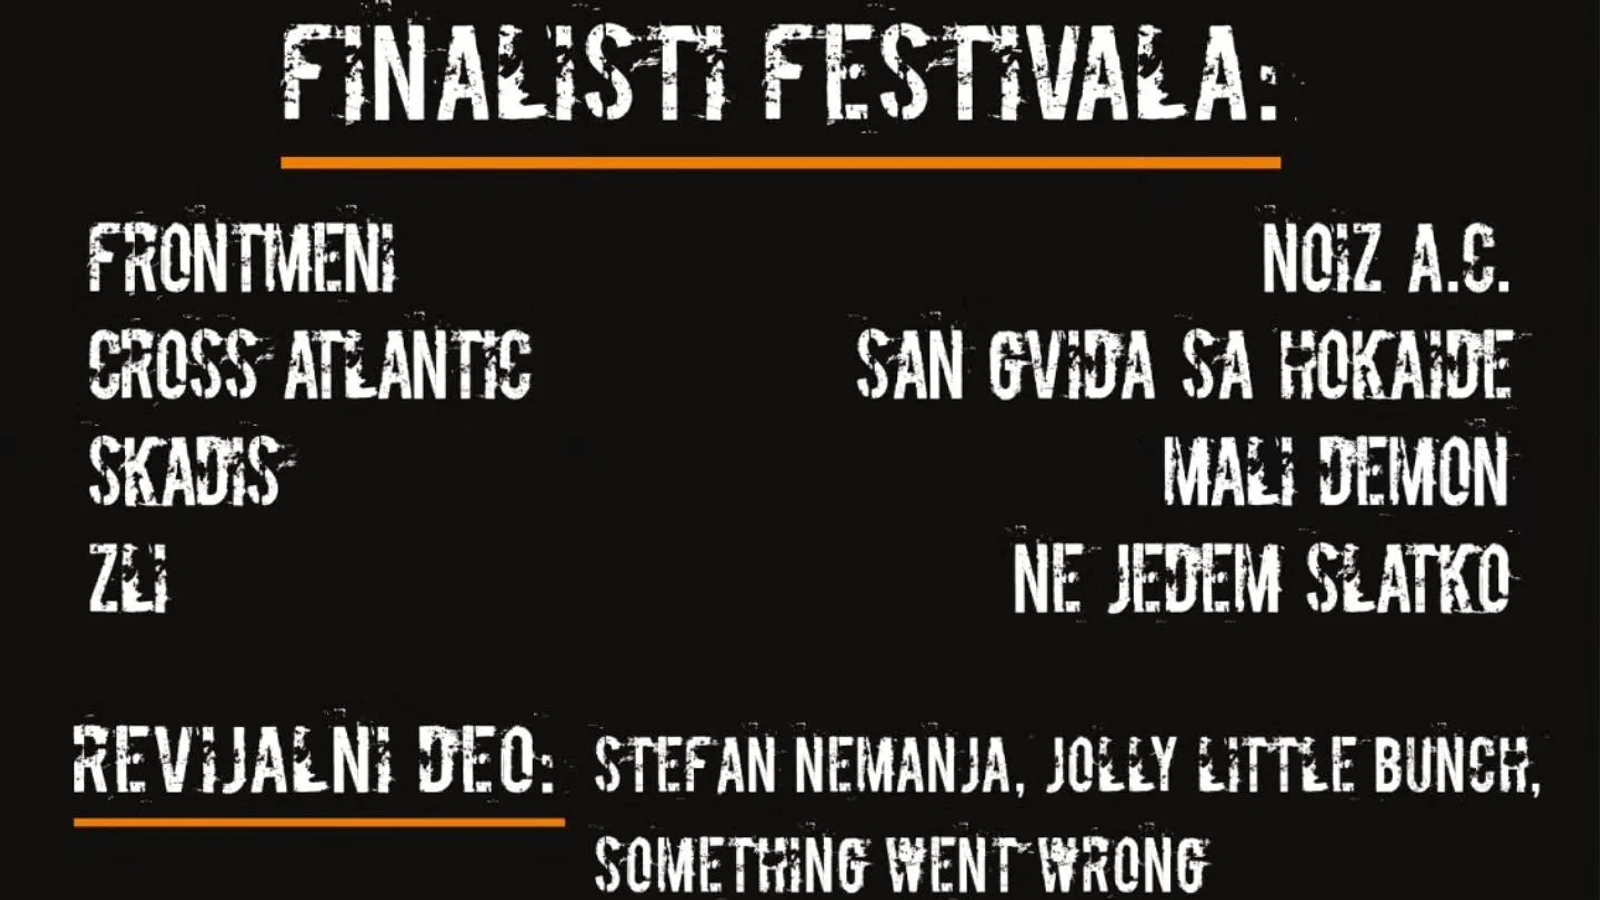 FINALISTI FESTIVALA:
FRONTMENI
CROSS ATLANTIC
SKADIS
ZLI
NOIZ A.C.
SAN GVIDA SA HOKAIDE
MALI DEMON
NE JEDEM SLATKO
REVIJALNI DEO: STEFAN NEMANJA, JOLLY LITTLE BUNCH,
SOMETHING WENT WRONG